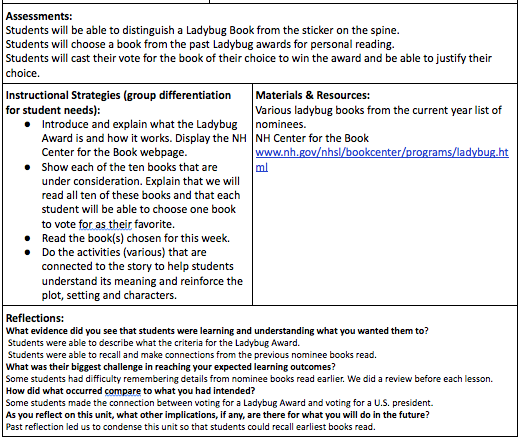 Assessments:
Students will be able to distinguish a Ladybug Book from the sticker on the spine.
Students will choose a book from the past Ladybug awards for personal reading.
Students will cast their vote for the book of their choice to win the award and be able to justify their
choice.
Instructional Strategies (group differentiation
for student needs):
● Introduce and explain what the Ladybug
Award is and how it works. Display the NH
Center for the Book webpage.
● Show each of the ten books that are
under consideration. Explain that we will
read all ten of these books and that each
student will be able to choose one book
to vote for as their favorite.
● Read the book(s) chosen for this week.
● Do the activities (various) that are
connected to the story to help students
understand its meaning and reinforce the
plot, setting and characters.
Materials & Resources:
Various ladybug books from the current year list of
nominees.
NH Center for the Book
www.nh.gov/nhsl/bookcenter/programs/ladybug.ht
ml
Reflections:
What evidence did you see that students were learning and understanding what you wanted them to?
Students were able to describe what the criteria for the Ladybug Award.
Students were able to recall and make connections from the previous nominee books read.
What was their biggest challenge in reaching your expected learning outcomes?
Some students had difficulty remembering details from nominee books read earlier. We did a review before each lesson.
How did what occurred compare to what you had intended?
Some students made the connection between voting for a Ladybug Award and voting for a U.S. president.
As you reflect on this unit, what other implications, if any, are there for what you will do in the future?
Past reflection led us to condense this unit so that students could recall earliest books read.